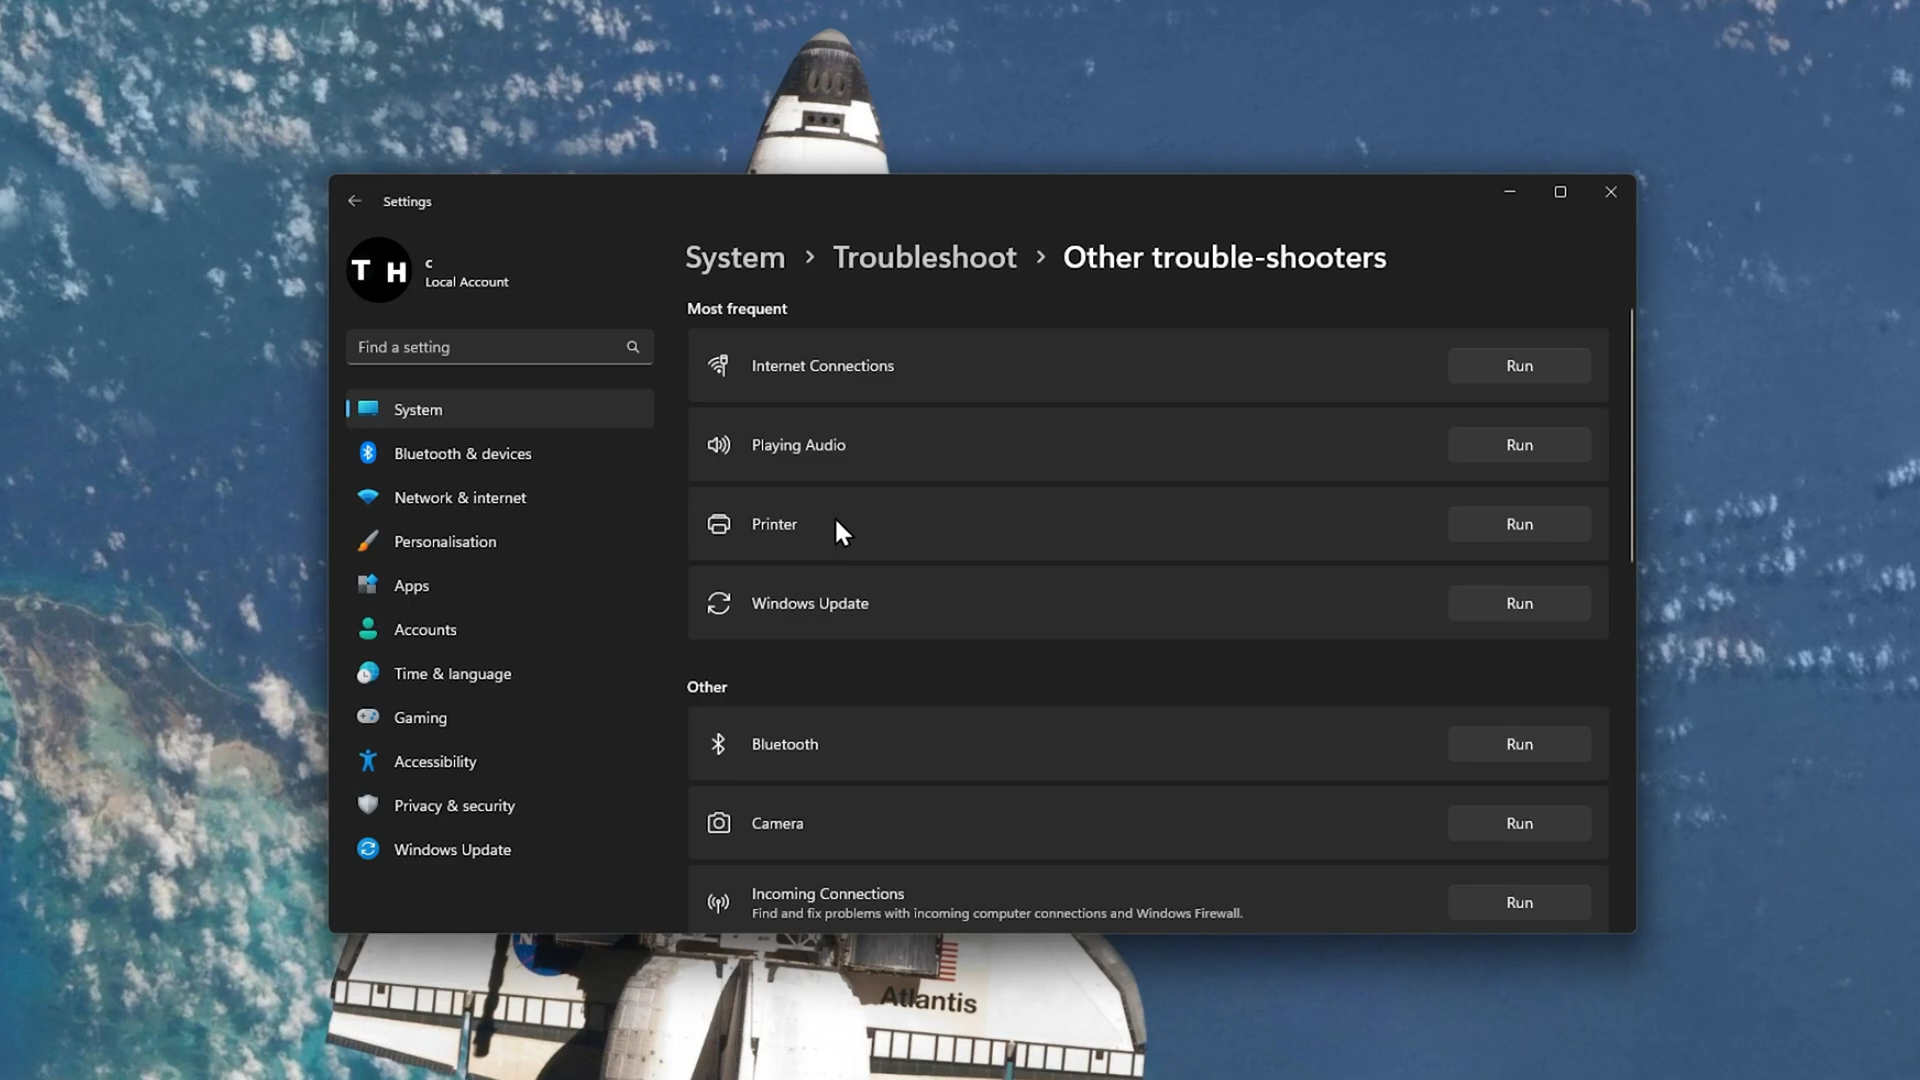 Settings
TH
c
Local Account
Find a setting
System
Bluetooth & devices
Network & internet
Personalisation
Apps
Accounts
Time & language
Gaming
Accessibility
Privacy & security
Windows Update
System > Troubleshoot > Other trouble-shooters
Most frequent
Internet Connections
Run
Playing Audio
Run
Printer
Run
Windows Update
Run
Other
Bluetooth
Run
Camera
Run
Incoming Connections
Find and fix problems with incoming computer connections and Windows Firewall.
Run
Atlantis